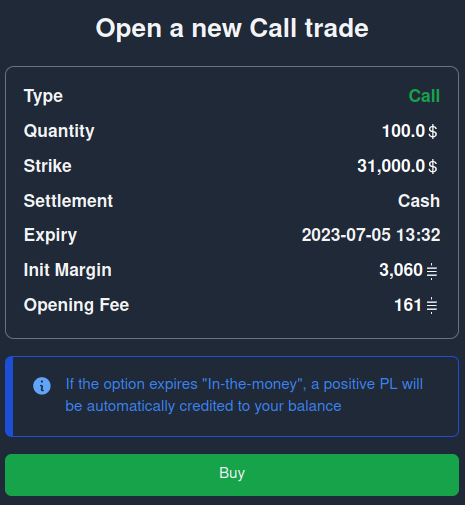 Open a new Call trade
Type Call
Quantity 100.0 $
Strike 31,000.0 $
Settlement Cash
Expiry 2023-07-05 13:32
Init Margin 3,060
Opening Fee 161
If the option expires "In-the-money", a positive PL will
be automatically credited to your balance
Buy